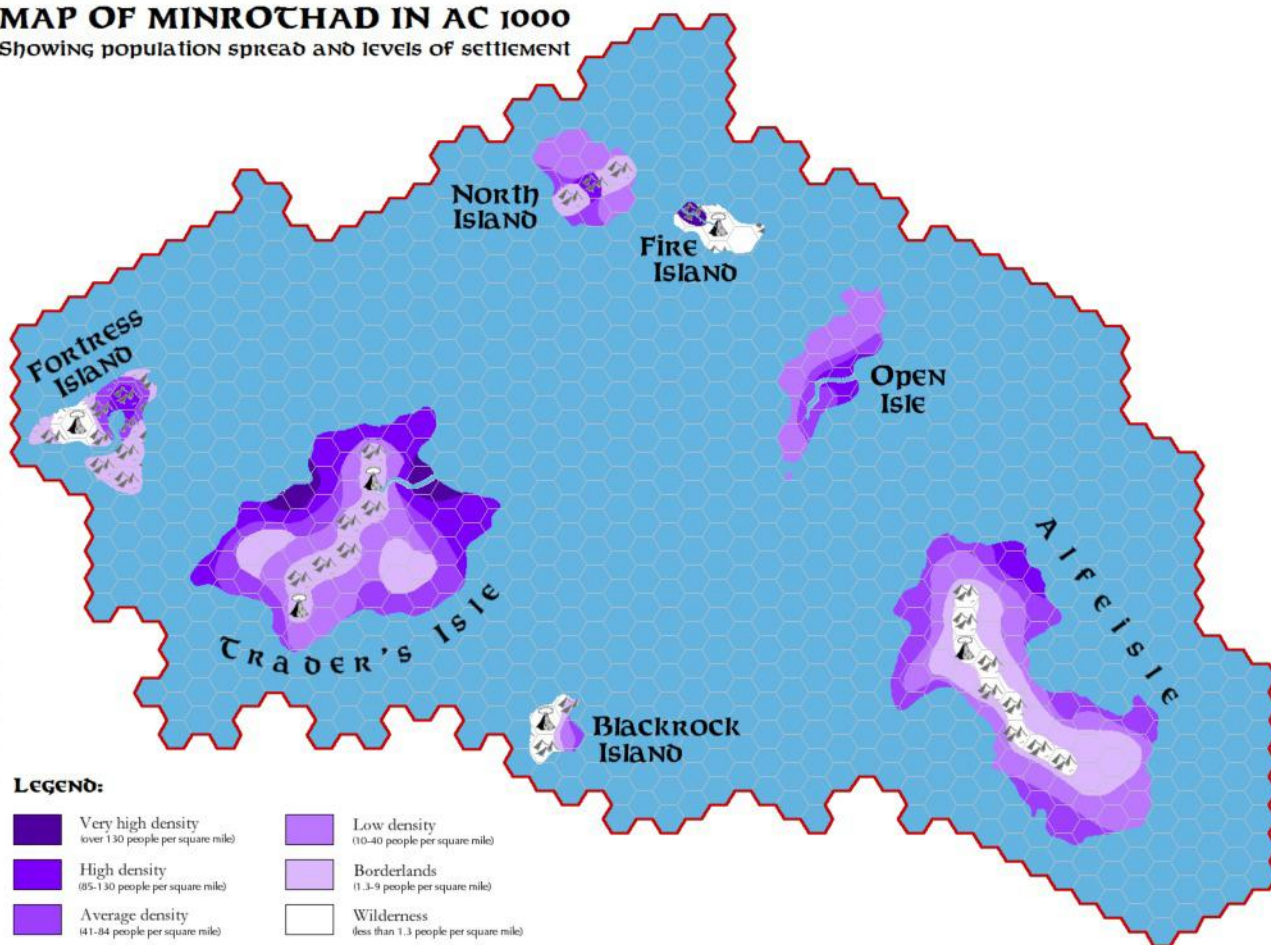 MAP OF MINROTHAD IN AC 1000
Showing population spread and levels of settlement
North
Island
Fire
Island
Fortress
Island
Open
Isle
Trader's Isle
Alfeisle
Blackrock
Island
Legend:
Very high density
(over 130 people per square mile)
High density
(85-130 people per square mile)
Average density
(41-84 people per square mile)
Low density
(10-40 people per square mile)
Borderlands
(1.3-9 people per square mile)
Wilderness
(less than 1.3 people per square mile)